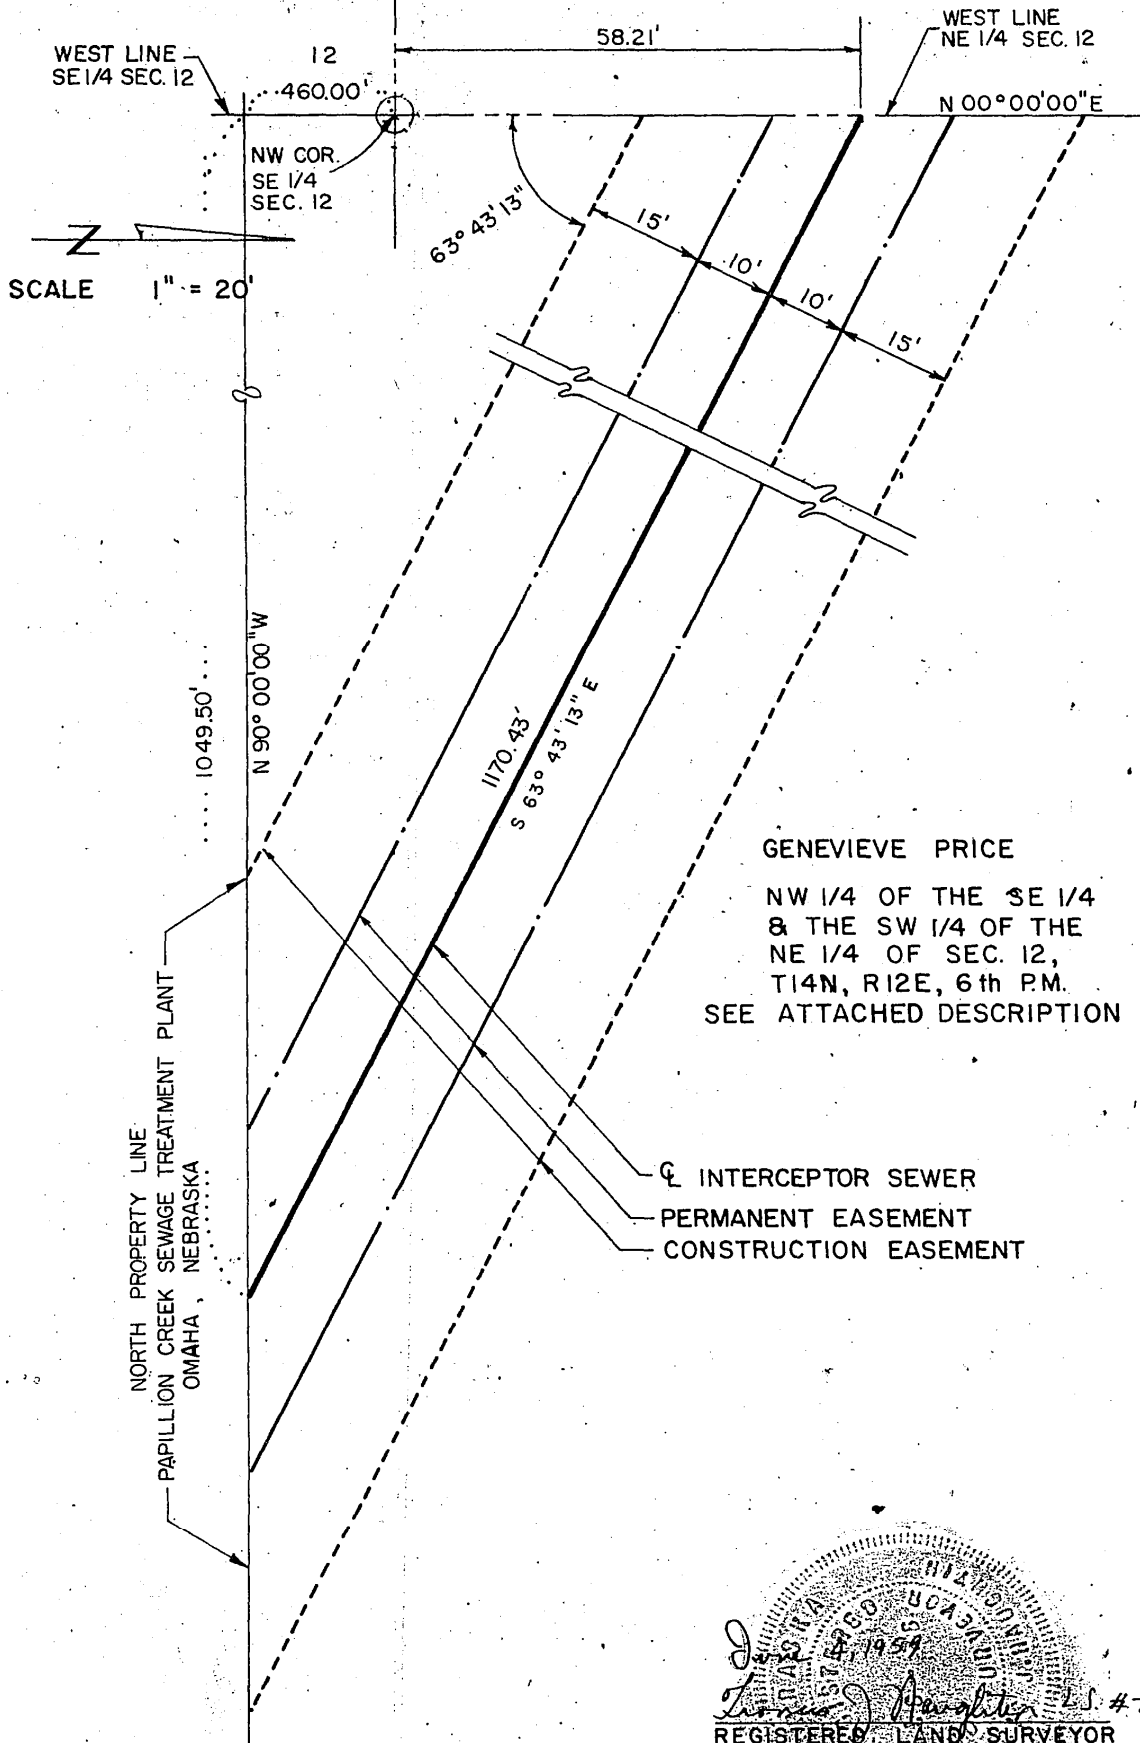 58.21'
WEST LINE
NE 1/4 SEC. 12
WEST LINE
SE 1/4 SEC. 12
12
460.00'
N 00°00'00" E
NW COR.
SE 1/4
SEC. 12
63° 43' 13"
15'
10'
10'
15'
Z
SCALE 1" = 20'
1049.50'
N 90° 00' 00" W
1170.43'
S 63° 43' 13" E
GENEVIEVE PRICE
NW 1/4 OF THE SE 1/4
& THE SW 1/4 OF THE
NE 1/4 OF SEC. 12,
T14N, R12E, 6th P.M.
SEE ATTACHED DESCRIPTION
NORTH PROPERTY LINE
PAPILLION CREEK SEWAGE TREATMENT PLANT
OMAHA, NEBRASKA
℄ INTERCEPTOR SEWER
PERMANENT EASEMENT
CONSTRUCTION EASEMENT
June 4, 1959
L.S. #
REGISTERED LAND SURVEYOR